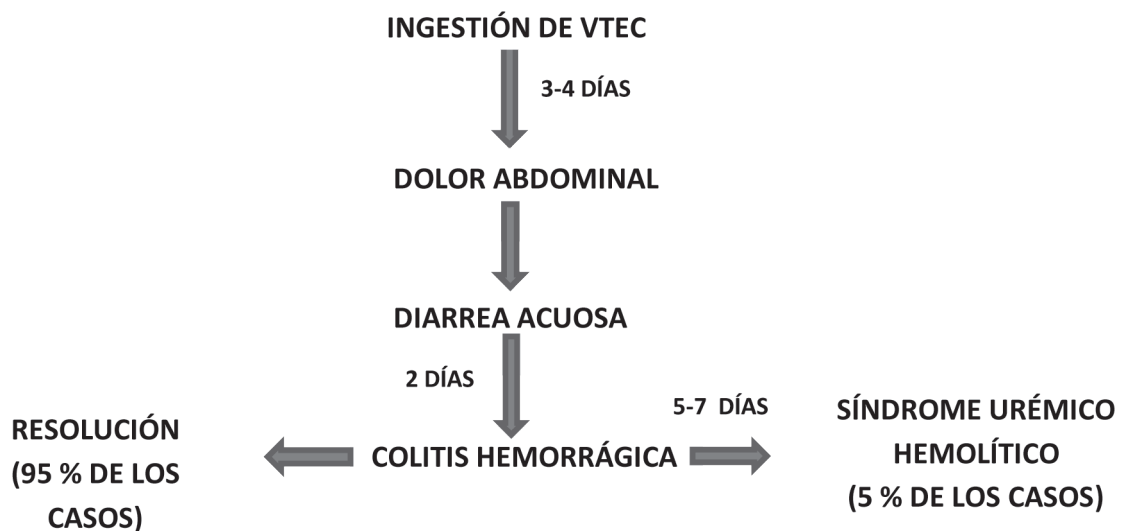 INGESTIÓN DE VTEC
3-4 DÍAS
DOLOR ABDOMINAL
DIARREA ACUOSA
2 DÍAS
COLITIS HEMORRÁGICA
RESOLUCIÓN
(95 % DE LOS
CASOS)
5-7 DÍAS
SÍNDROME URÉMICO
HEMOLÍTICO
(5 % DE LOS CASOS)